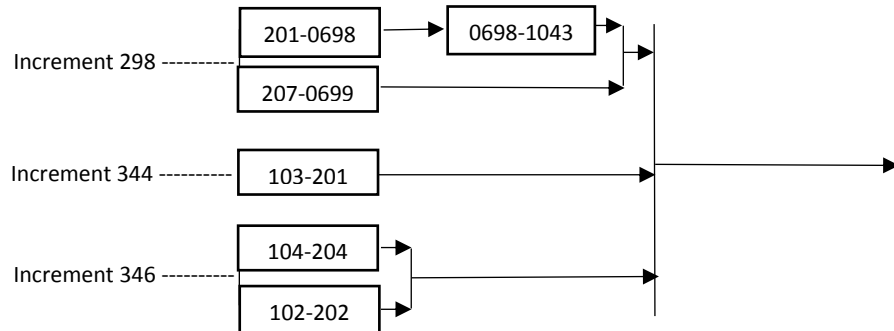 201-0698
0698-1043
Increment 298
207-0699
Increment 344
103-201
104-204
Increment 346
102-202